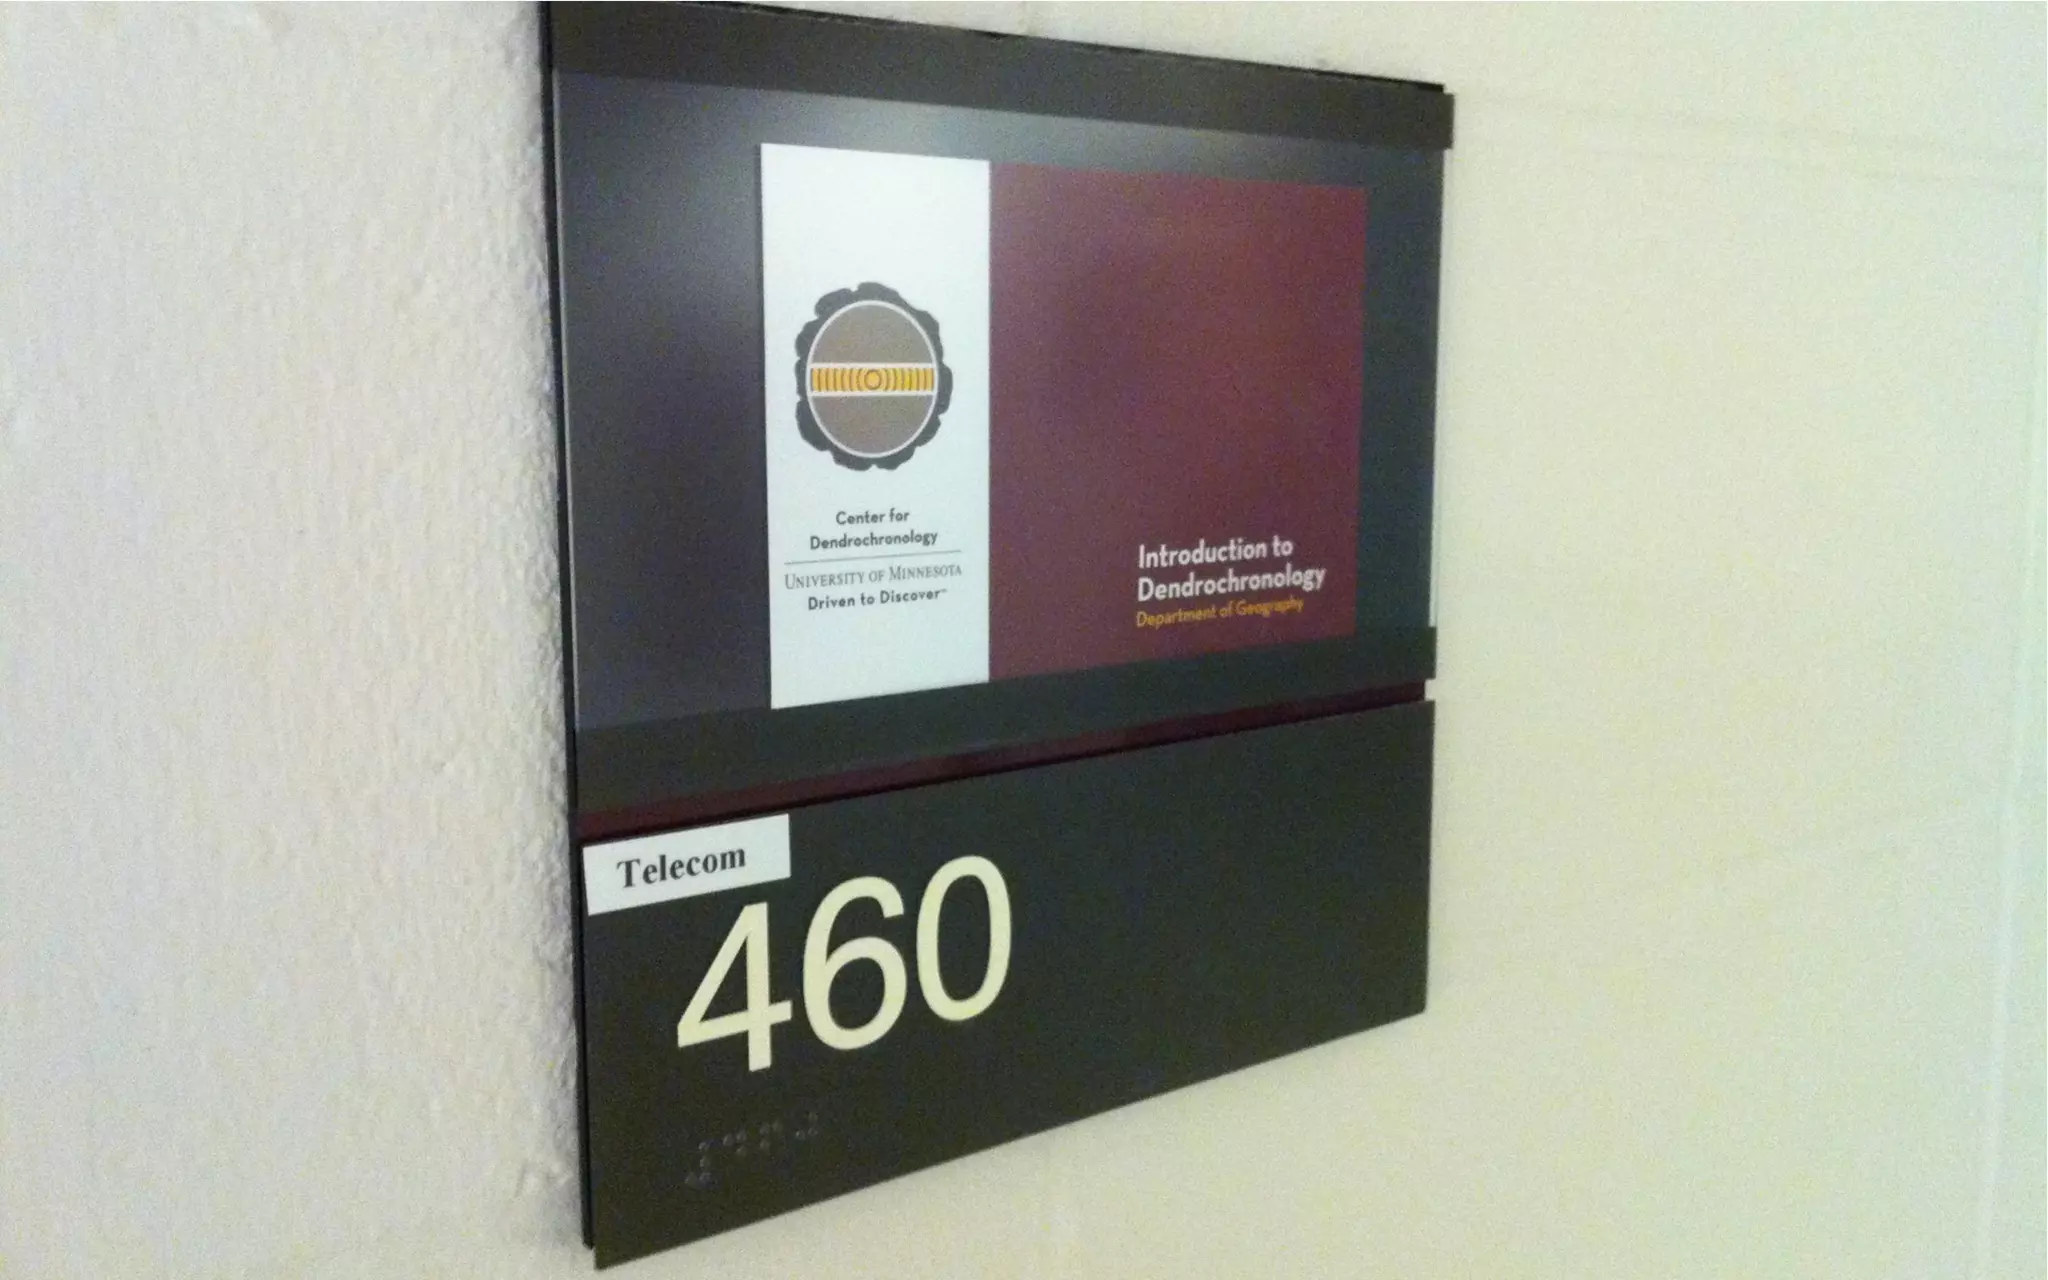 Center for
Dendrochronology
UNIVERSITY OF MINNESOTA
Driven to Discover™
Introduction to
Dendrochronology
Department of Geography
Telecom
460